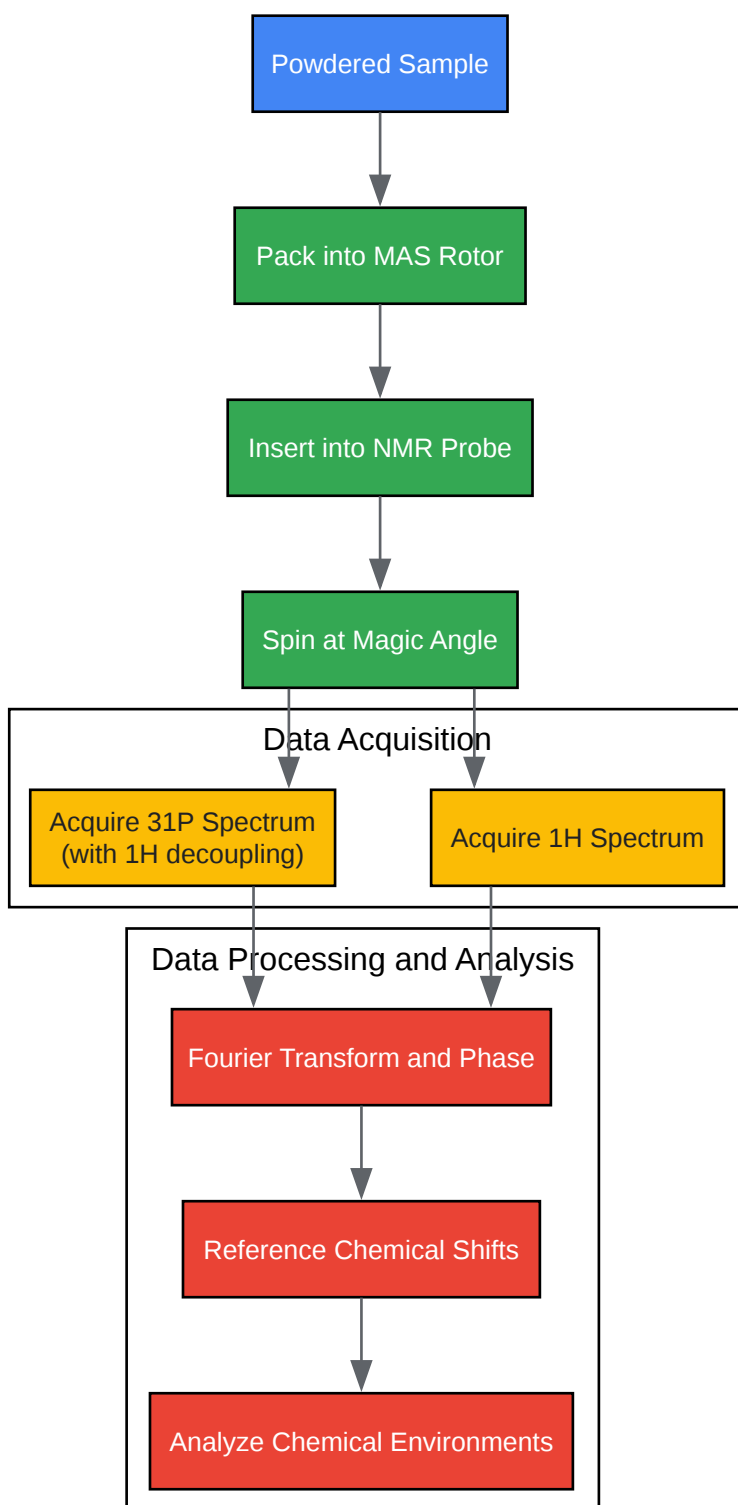 Powdered Sample
Pack into MAS Rotor
Insert into NMR Probe
Spin at Magic Angle
Data Acquisition
Acquire 31P Spectrum
(with 1H decoupling)
Acquire 1H Spectrum
Data Processing and Analysis
Fourier Transform and Phase
Reference Chemical Shifts
Analyze Chemical Environments